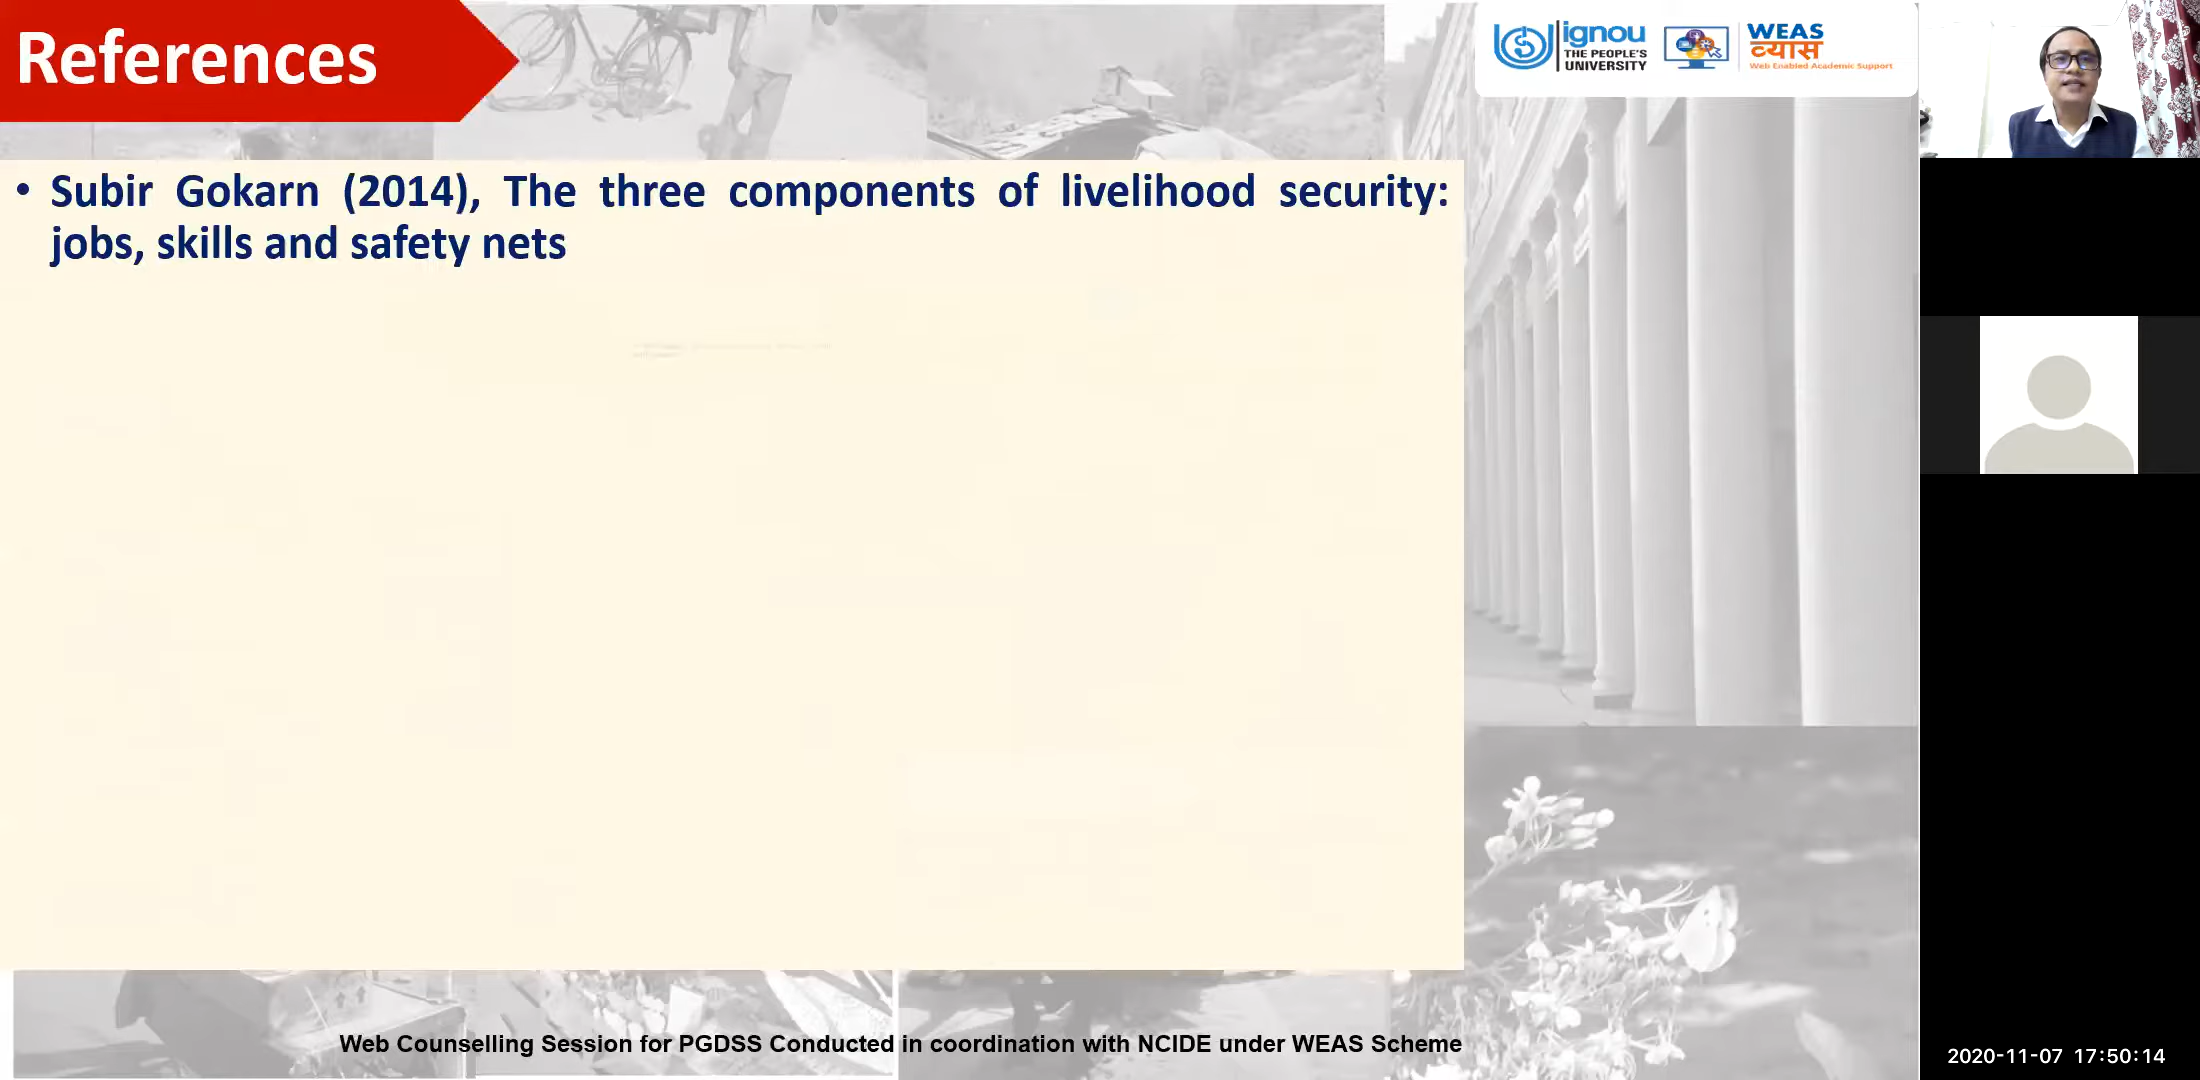 References
ignou
THE PEOPLE'S
UNIVERSITY
WEAS
व्यास
Web Enabled Academic Support
• Subir Gokarn (2014), The three components of livelihood security:
jobs, skills and safety nets
Web Counselling Session for PGDSS Conducted in coordination with NCIDE under WEAS Scheme
2020-11-07 17:50:14